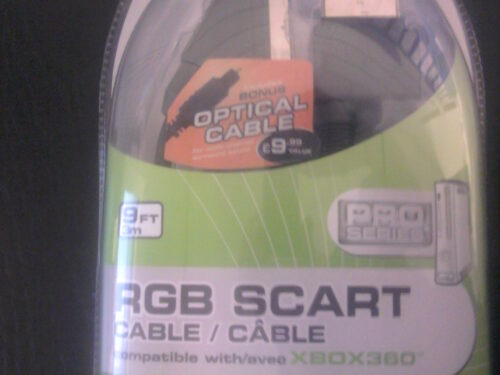 BONUS
OPTICAL
CABLE
£9.99
VALUE
9FT
3m
PRO
SERIES
RGB SCART
CABLE / CÂBLE
compatible with/avec XBOX360